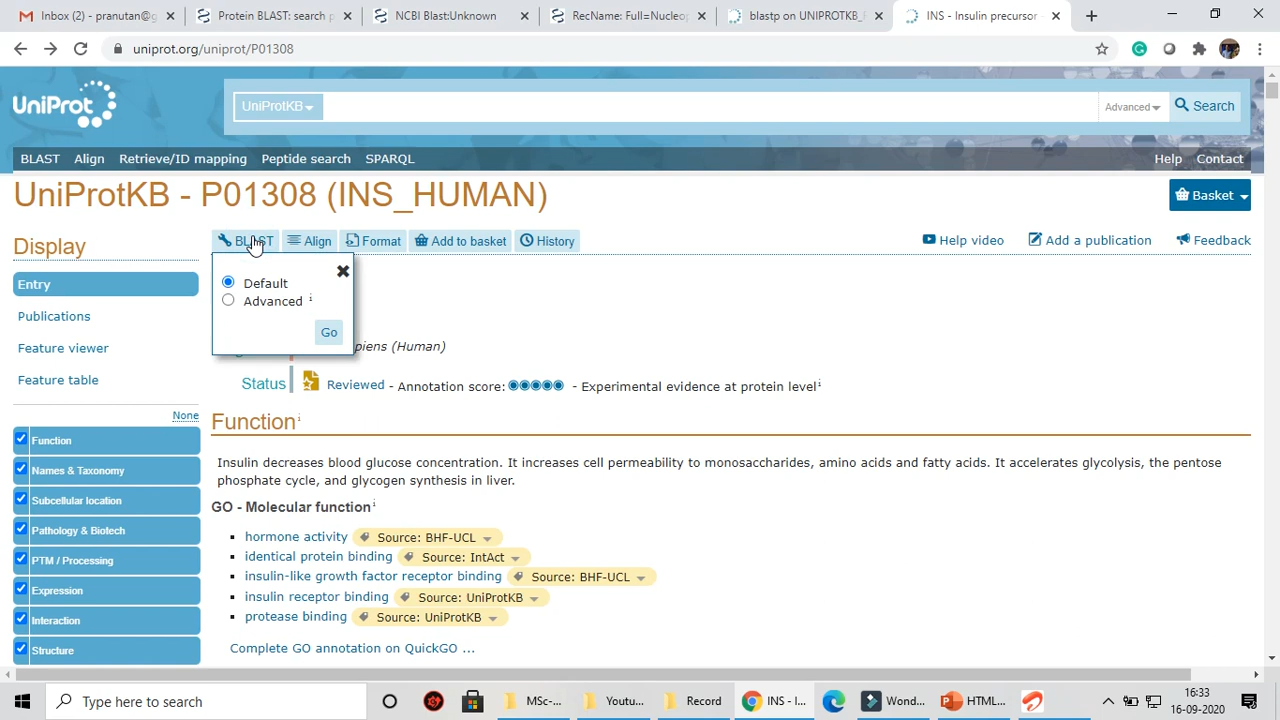 Inbox (2) - pranutan@g
Protein BLAST: search p
NCBI Blast:Unknown
RecName: Full=Nucleop
blastp on UNIPROTKB_
INS - Insulin precursor -
uniprot.org/uniprot/P01308
UniProt
UniProtKB
Advanced
Search
BLAST Align Retrieve/ID mapping Peptide search SPARQL Help Contact
UniProtKB - P01308 (INS_HUMAN)
Basket
Display
BLAST Align Format Add to basket History
Help video Add a publication Feedback
Entry
Default
Advanced i
Go
Publications
Feature viewer
piens (Human)
Feature table
Status Reviewed - Annotation score: - Experimental evidence at protein level i
None
Function i
Function
Names & Taxonomy
Subcellular location
Pathology & Biotech
PTM / Processing
Expression
Interaction
Structure
Insulin decreases blood glucose concentration. It increases cell permeability to monosaccharides, amino acids and fatty acids. It accelerates glycolysis, the pentose
phosphate cycle, and glycogen synthesis in liver.
GO - Molecular function i
hormone activity Source: BHF-UCL
identical protein binding Source: IntAct
insulin-like growth factor receptor binding Source: BHF-UCL
insulin receptor binding Source: UniProtKB
protease binding Source: UniProtKB
Complete GO annotation on QuickGO ...
Type here to search
MSc-...
Youtu...
Record
INS - I...
Wond...
HTML...
16:33
16-09-2020